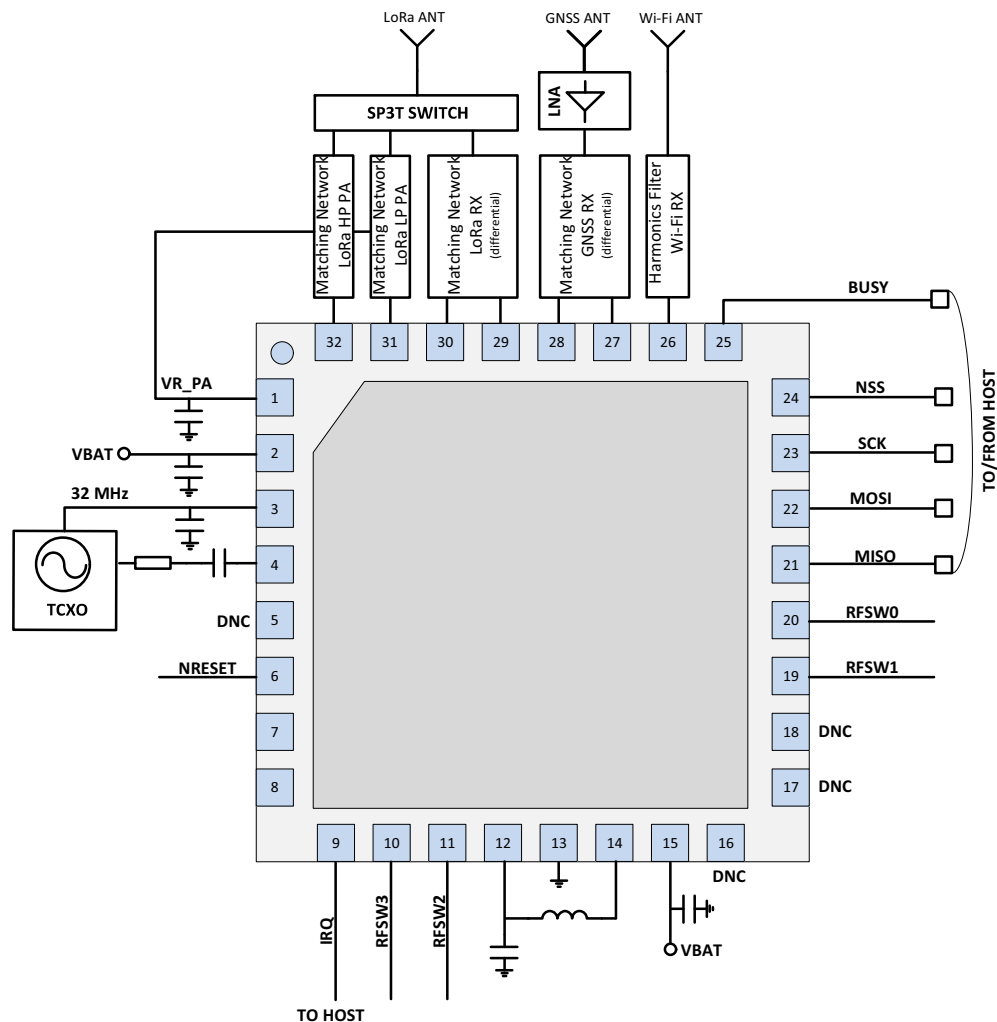 LoRa ANT
GNSS ANT
Wi-Fi ANT
LNA
SP3T SWITCH
Matching Network
LoRa HP PA
Matching Network
LoRa LP PA
Matching Network
LoRa RX
(differential)
Matching Network
GNSS RX
(differential)
Harmonics Filter
Wi-Fi RX
BUSY
32
31
30
29
28
27
26
25
VR_PA
1
24
NSS
VBAT
2
23
SCK
32 MHz
3
22
MOSI
TCXO
4
21
MISO
TO/FROM HOST
DNC
5
20
RFSW0
NRESET
6
19
RFSW1
7
18
DNC
8
17
DNC
9
10
11
12
13
14
15
16
DNC
IRQ
RFSW3
RFSW2
VBAT
TO HOST